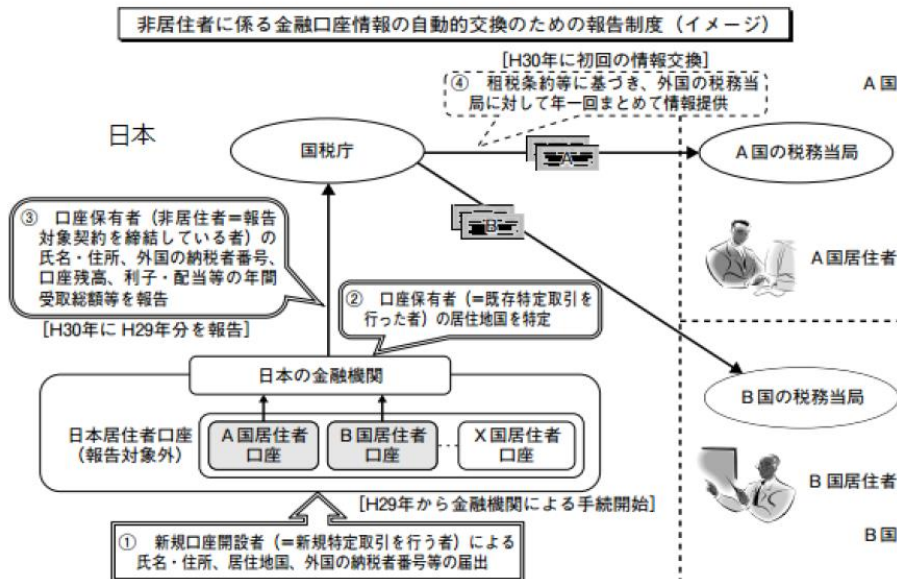 非居住者に係る金融口座情報の自動的交換のための報告制度（イメージ）
[H30年に初回の情報交換]
④ 租税条約等に基づき、外国の税務当
局に対して年一回まとめて情報提供
A国
日本
国税庁
A
A国の税務当局
B
③ 口座保有者（非居住者＝報告
対象契約を締結している者）の
氏名・住所、外国の納税者番号、
口座残高、利子・配当等の年間
受取総額等を報告
A国居住者
② 口座保有者（＝既存特定取引を
行った者）の居住地国を特定
[H30年に H29年分を報告]
日本の金融機関
B国の税務当局
日本居住者口座
（報告対象外）
A国居住者
口座
B国居住者
口座
X国居住者
口座
B国居住者
[H29年から金融機関による手続開始]
B国
① 新規口座開設者（＝新規特定取引を行う者）による
氏名・住所、居住地国、外国の納税者番号等の届出